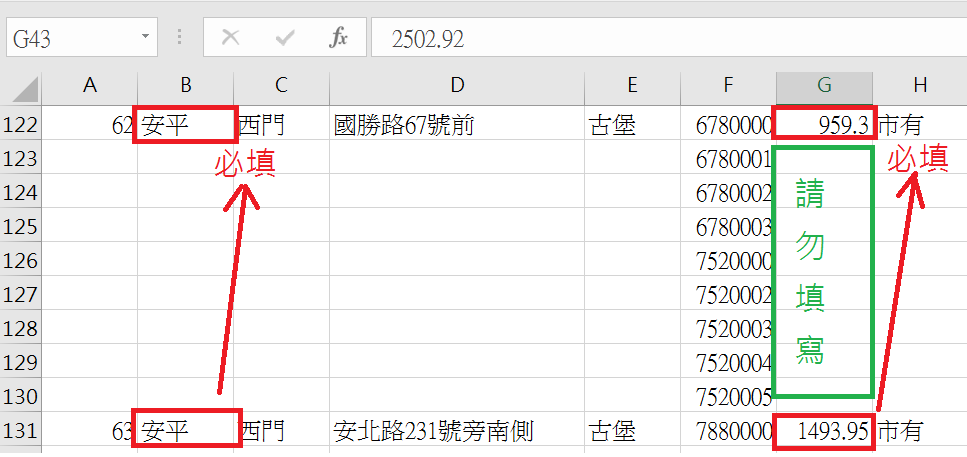 G43 fx 2502.92
A B C D E F G H
122 62 安平 西門 國勝路67號前 古堡 6780000 959.3 市有
123 必填 6780001 必填
124 6780002 請
125 6780003 勿
126 7520000
127 7520002 填
128 7520003
129 7520004 寫
130 7520005
131 63 安平 西門 安北路231號旁南側 古堡 7880000 1493.95 市有